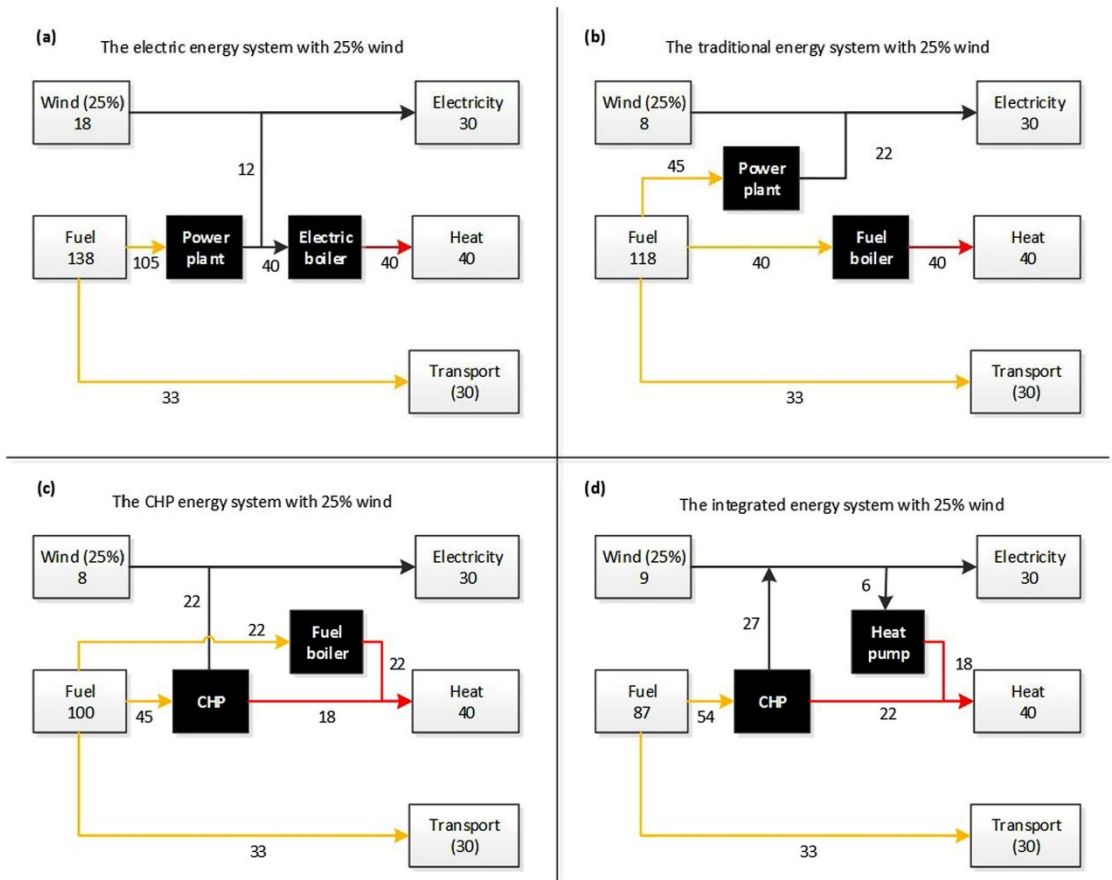 (a)
The electric energy system with 25% wind
Wind (25%)
18
Electricity
30
12
Fuel
138
105
Power
plant
40
Electric
boiler
40
Heat
40
33
Transport
(30)
(b)
The traditional energy system with 25% wind
Wind (25%)
8
Electricity
30
45
Power
plant
22
Fuel
118
40
Fuel
boiler
40
Heat
40
33
Transport
(30)
(c)
The CHP energy system with 25% wind
Wind (25%)
8
Electricity
30
22
22
Fuel
boiler
22
Fuel
100
45
CHP
18
Heat
40
33
Transport
(30)
(d)
The integrated energy system with 25% wind
Wind (25%)
9
Electricity
30
6
27
Heat
pump
18
Fuel
87
54
CHP
22
Heat
40
33
Transport
(30)